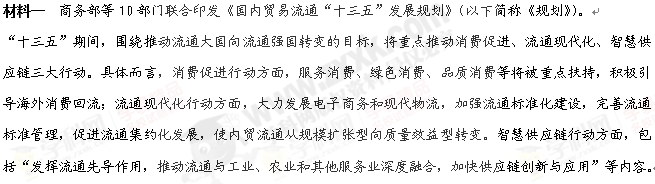 材料一　商务部等 10 部门联合印发《国内贸易流通“十三五”发展规划》（以下简称《规划》）。
“十三五”期间，围绕推动流通大国向流通强国转变的目标，将重点推动消费促进、流通现代化、智慧供
应链三大行动。具体而言，消费促进行动方面，服务消费、绿色消费、品质消费等将被重点扶持，积极引
导海外消费回流；流通现代化行动方面，大力发展电子商务和现代物流，加强流通标准化建设，完善流通
标准管理，促进流通集约化发展，使内贸流通从规模扩张型向质量效益型转变。智慧供应链行动方面，包
括“发挥流通先导作用，推动流通与工业、农业和其他服务业深度融合，加快供应链创新与应用”等内容。